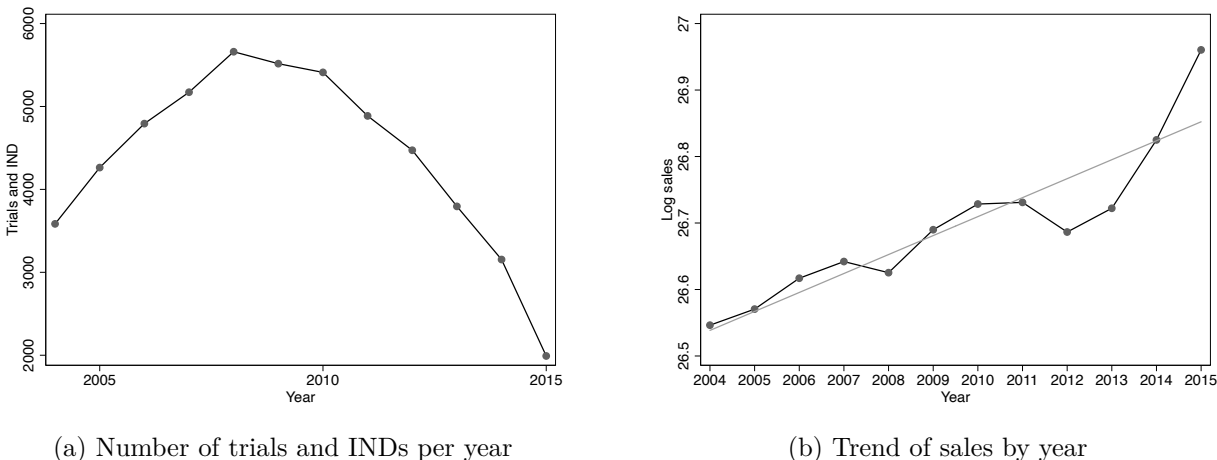 6000
5000
4000
3000
2000
Trials and IND
2005 2010 2015
Year
(a) Number of trials and INDs per year
27
26.9
26.8
26.7
26.6
26.5
Log sales
2004 2005 2006 2007 2008 2009 2010 2011 2012 2013 2014 2015
Year
(b) Trend of sales by year